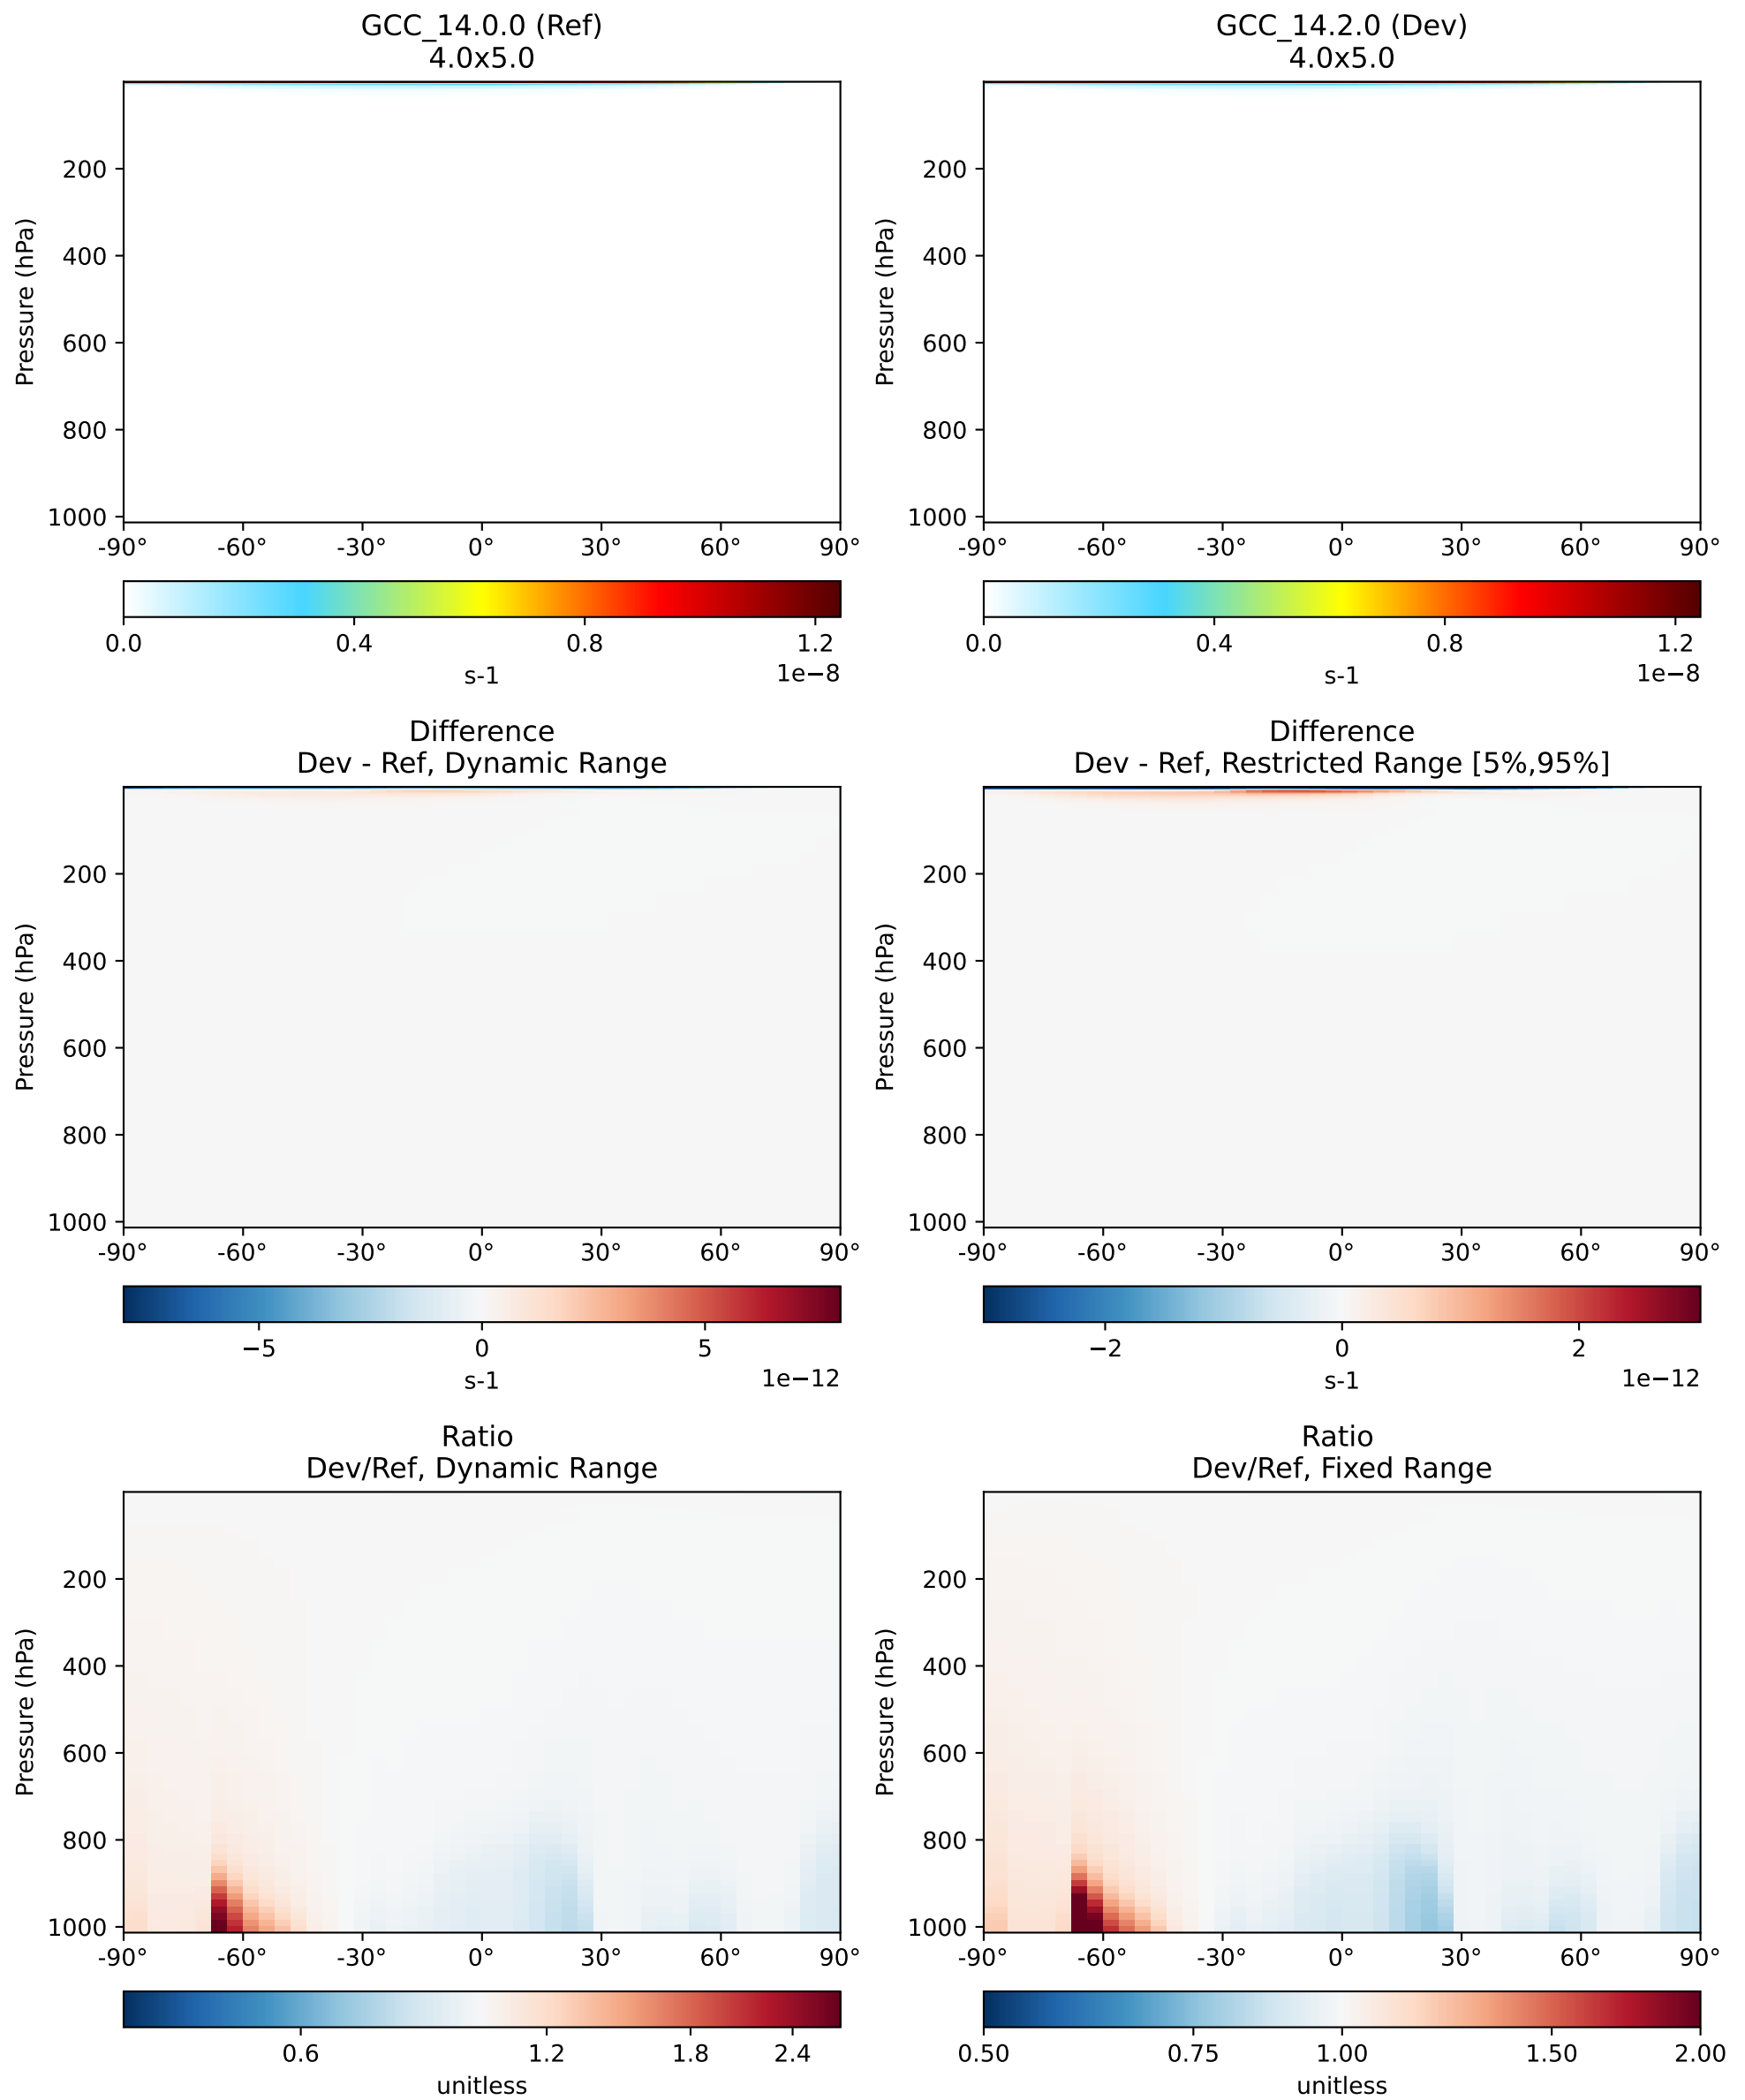 GCC_14.0.0 (Ref)
4.0x5.0
GCC_14.2.0 (Dev)
4.0x5.0
Pressure (hPa)
200
400
600
800
1000
-90° -60° -30° 0° 30° 60° 90°
Pressure (hPa)
200
400
600
800
1000
-90° -60° -30° 0° 30° 60° 90°
0.0 0.4 0.8 1.2
s-1 1e−8
0.0 0.4 0.8 1.2
s-1 1e−8
Difference
Dev - Ref, Dynamic Range
Difference
Dev - Ref, Restricted Range [5%,95%]
Pressure (hPa)
200
400
600
800
1000
-90° -60° -30° 0° 30° 60° 90°
Pressure (hPa)
200
400
600
800
1000
-90° -60° -30° 0° 30° 60° 90°
−5 0 5
s-1 1e−12
−2 0 2
s-1 1e−12
Ratio
Dev/Ref, Dynamic Range
Ratio
Dev/Ref, Fixed Range
Pressure (hPa)
200
400
600
800
1000
-90° -60° -30° 0° 30° 60° 90°
Pressure (hPa)
200
400
600
800
1000
-90° -60° -30° 0° 30° 60° 90°
0.6 1.2 1.8 2.4
unitless
0.50 0.75 1.00 1.50 2.00
unitless